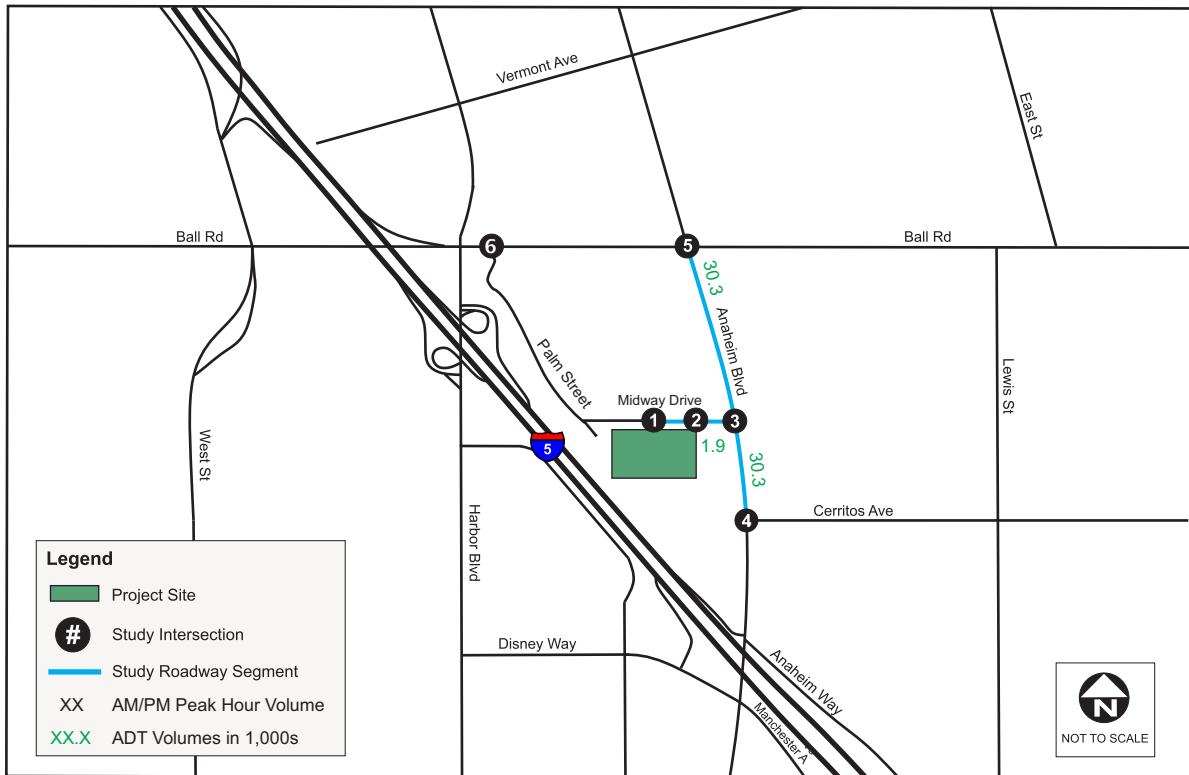 Vermont Ave
East St
Ball Rd
6
5
Ball Rd
30.3
Anaheim Blvd
Palm Street
Lewis St
Midway Drive
1
2
3
1.9
5
30.3
West St
Harbor Blvd
4
Cerritos Ave
Legend
Project Site
# Study Intersection
Study Roadway Segment
XX AM/PM Peak Hour Volume
XX.X ADT Volumes in 1,000s
Disney Way
Anaheim Way
Manchester A
N
NOT TO SCALE